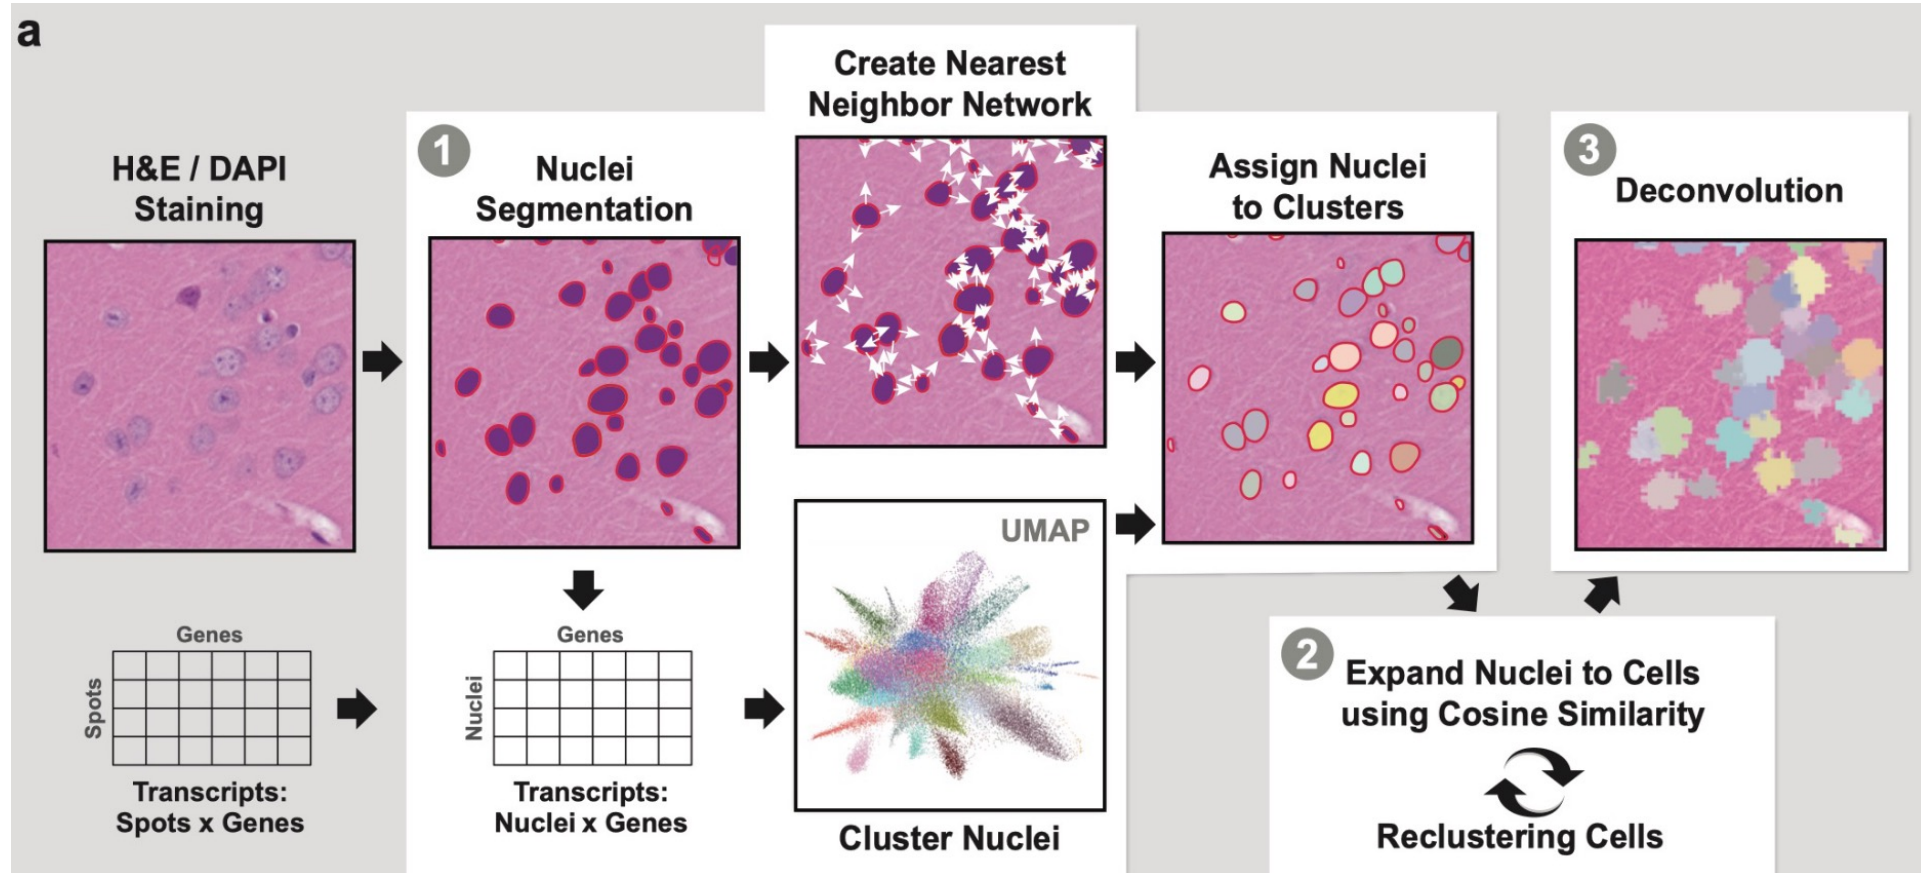 a
H&E / DAPI
Staining
Genes
Spots
Transcripts:
Spots x Genes
1
Nuclei
Segmentation
Genes
Nuclei
Transcripts:
Nuclei x Genes
Create Nearest
Neighbor Network
UMAP
Cluster Nuclei
Assign Nuclei
to Clusters
2
Expand Nuclei to Cells
using Cosine Similarity
Reclustering Cells
3
Deconvolution